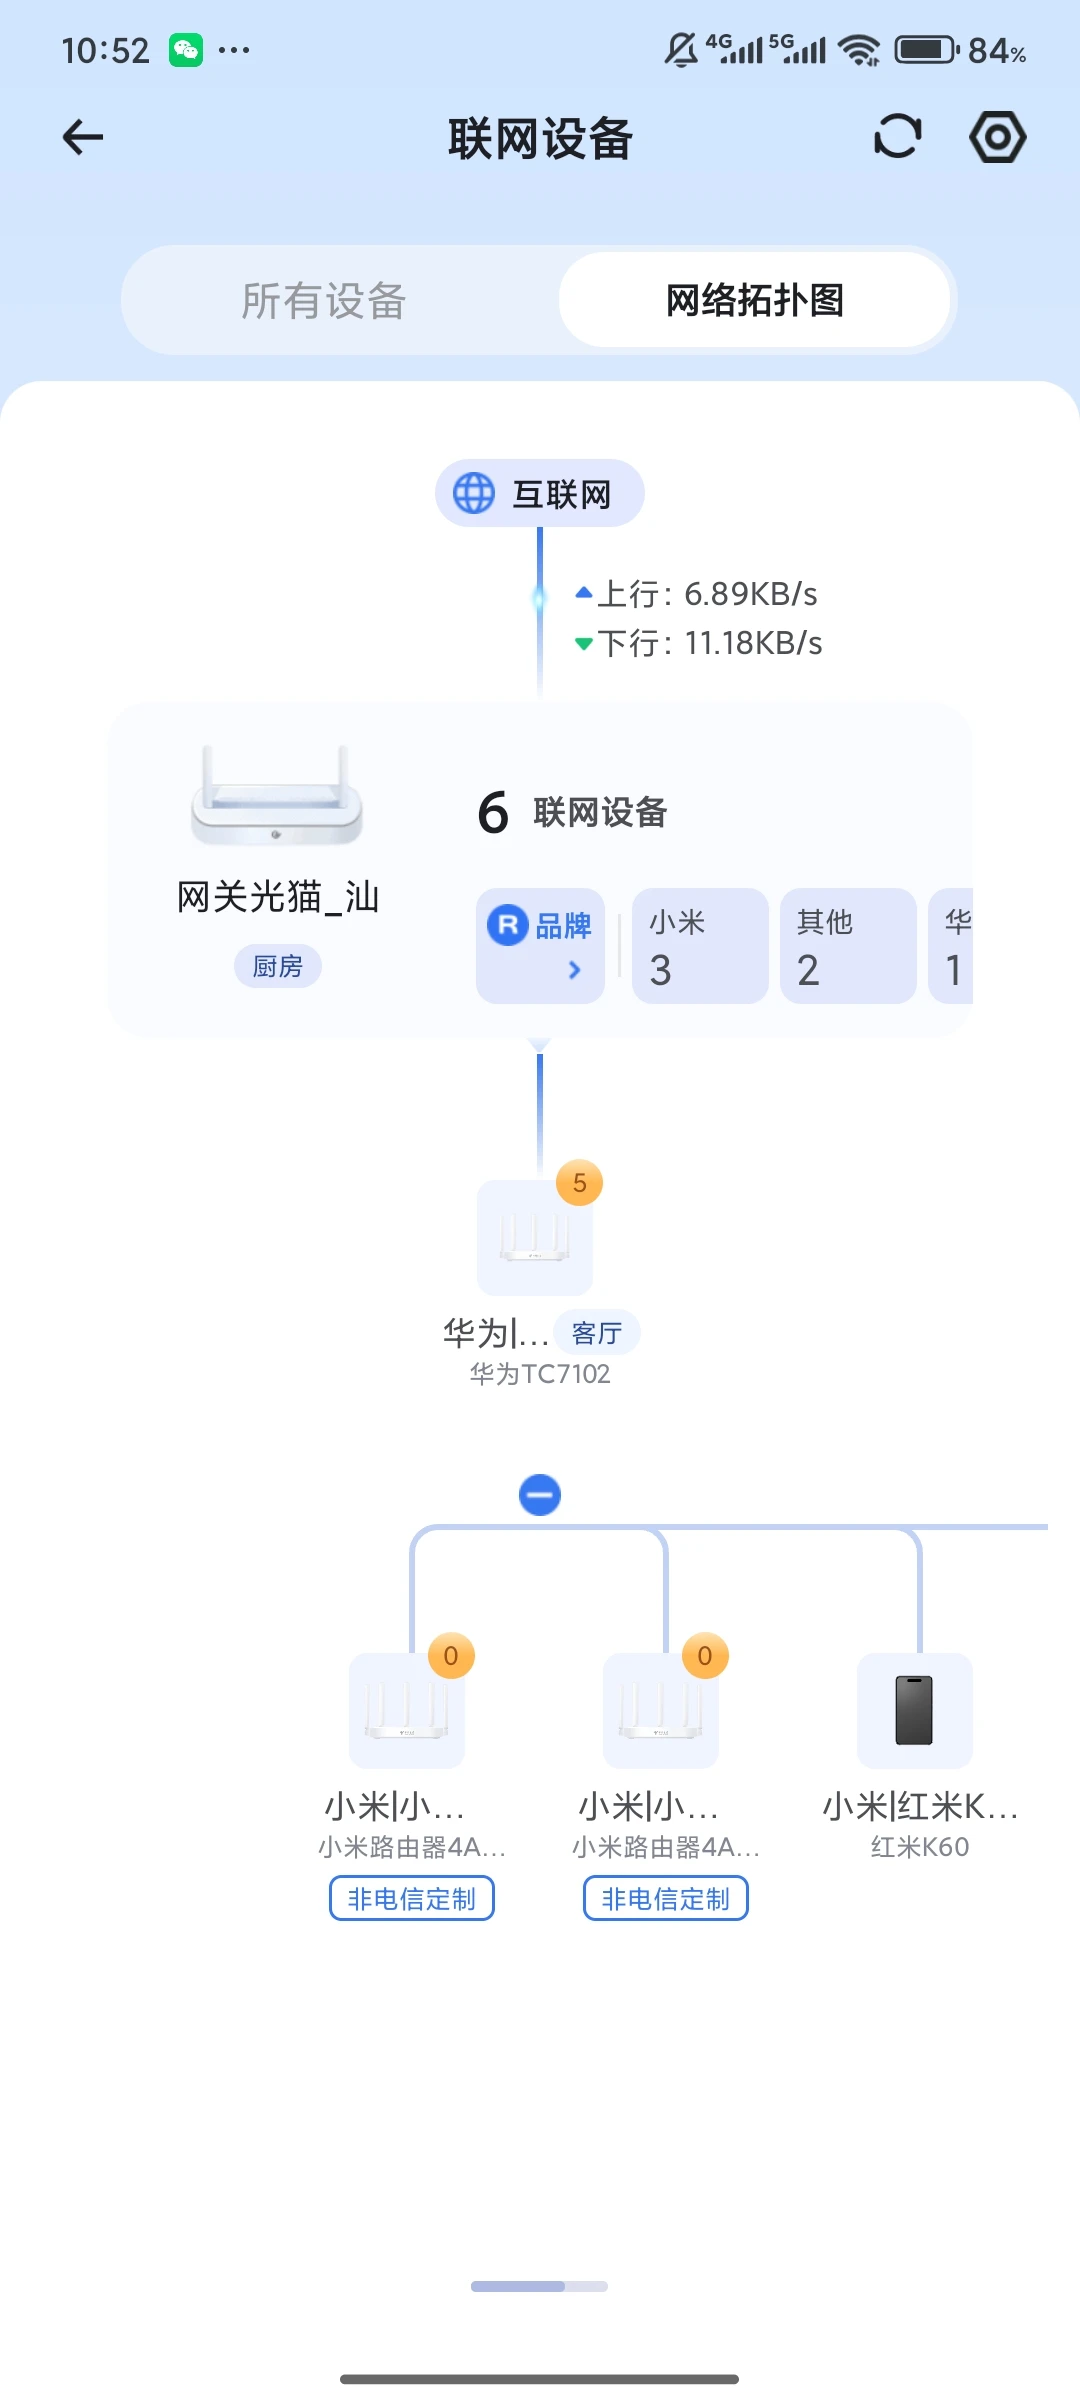 10:52 ... 4G 5G 84%
联网设备
所有设备 网络拓扑图
互联网
上行: 6.89KB/s
下行: 11.18KB/s
6 联网设备
网关光猫_汕
厨房
R 品牌 小米 其他 华
3 2 1
5
华为|... 客厅
华为TC7102
0 0
小米|小... 小米|小... 小米|红米K...
小米路由器4A... 小米路由器4A... 红米K60
非电信定制 非电信定制